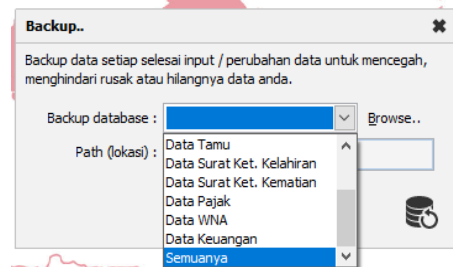 Backup..
Backup data setiap selesai input / perubahan data untuk mencegah,
menghindari rusak atau hilangnya data anda.
Backup database :
Browse..
Path (lokasi) :
Data Tamu
Data Surat Ket. Kelahiran
Data Surat Ket. Kematian
Data Pajak
Data WNA
Data Keuangan
Semuanya